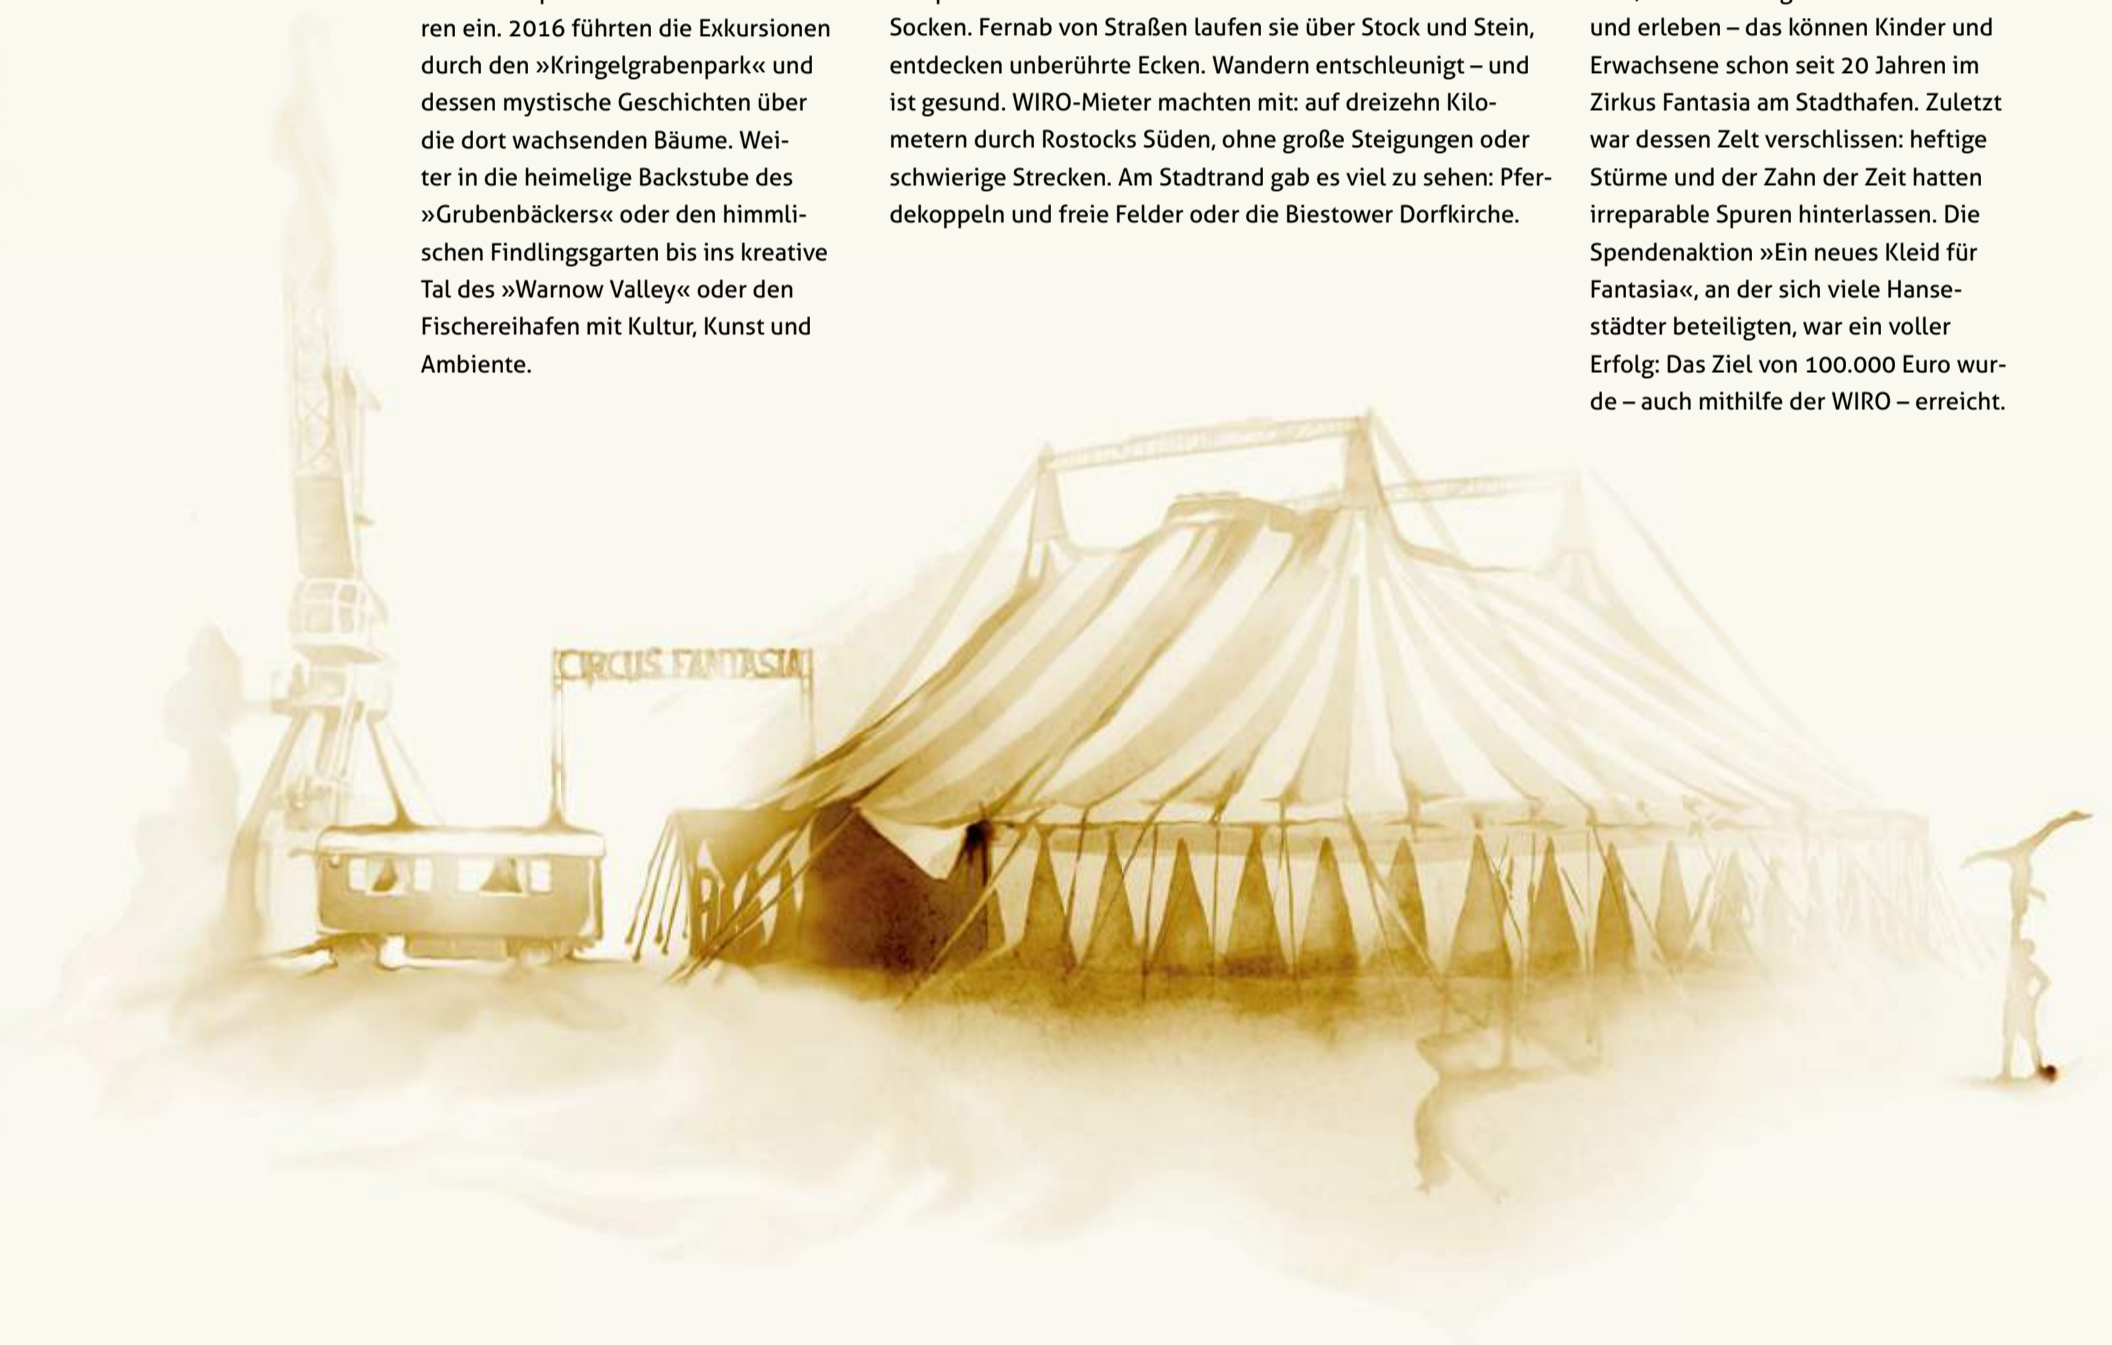 ren ein. 2016 führten die Exkursionen
durch den »Kringelgrabenpark« und
dessen mystische Geschichten über
die dort wachsenden Bäume. Wei-
ter in die heimelige Backstube des
»Grubenbäckers« oder den himmli-
schen Findlingsgarten bis ins kreative
Tal des »Warnow Valley« oder den
Fischereihafen mit Kultur, Kunst und
Ambiente.
Socken. Fernab von Straßen laufen sie über Stock und Stein,
entdecken unberührte Ecken. Wandern entschleunigt – und
ist gesund. WIRO-Mieter machten mit: auf dreizehn Kilo-
metern durch Rostocks Süden, ohne große Steigungen oder
schwierige Strecken. Am Stadtrand gab es viel zu sehen: Pfer-
dekoppeln und freie Felder oder die Biestower Dorfkirche.
und erleben – das können Kinder und
Erwachsene schon seit 20 Jahren im
Zirkus Fantasia am Stadthafen. Zuletzt
war dessen Zelt verschlissen: heftige
Stürme und der Zahn der Zeit hatten
irreparable Spuren hinterlassen. Die
Spendenaktion »Ein neues Kleid für
Fantasia«, an der sich viele Hanse-
städter beteiligten, war ein voller
Erfolg: Das Ziel von 100.000 Euro wur-
de – auch mithilfe der WIRO – erreicht.
CIRCUS FANTASIA